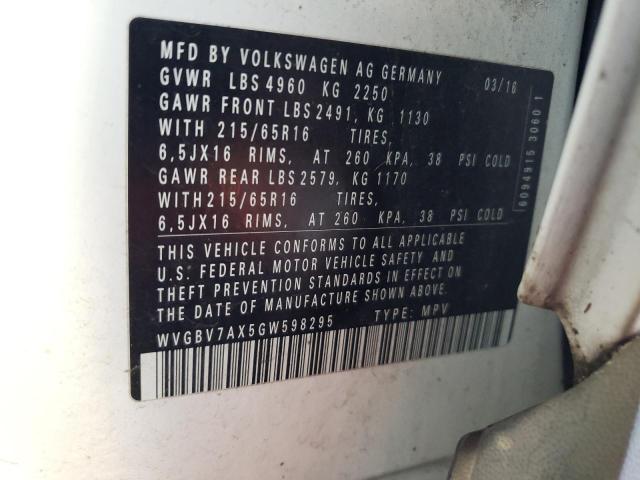 MFD BY VOLKSWAGEN AG GERMANY 03/16
GVWR LBS 4960 KG 2250
GAWR FRONT LBS 2491, KG 1130
WITH 215/65R16 TIRES,
6,5JX16 RIMS, AT 260 KPA, 38 PSI COLD
GAWR REAR LBS 2579, KG 1170
WITH 215/65R16 TIRES,
6,5JX16 RIMS, AT 260 KPA, 38 PSI COLD
THIS VEHICLE CONFORMS TO ALL APPLICABLE
U.S. FEDERAL MOTOR VEHICLE SAFETY AND
THEFT PREVENTION STANDARDS IN EFFECT ON
THE DATE OF MANUFACTURE SHOWN ABOVE.
WVGBV7AX5GW598295 TYPE: MPV
6094915 3060 1